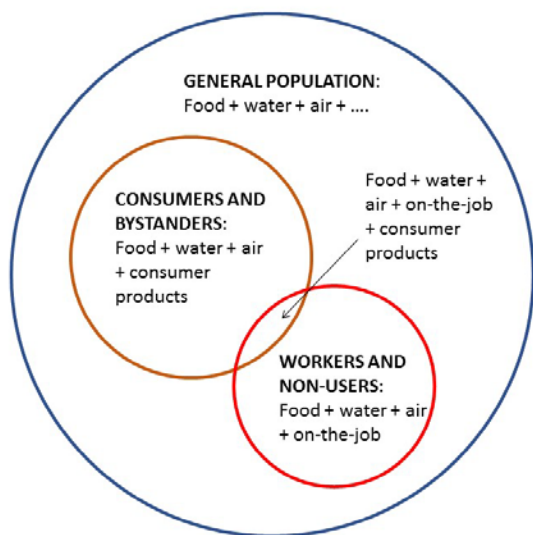 GENERAL POPULATION:
Food + water + air + ....
CONSUMERS AND
BYSTANDERS:
Food + water + air
+ consumer
products
Food + water +
air + on-the-job
+ consumer
products
WORKERS AND
NON-USERS:
Food + water + air
+ on-the-job